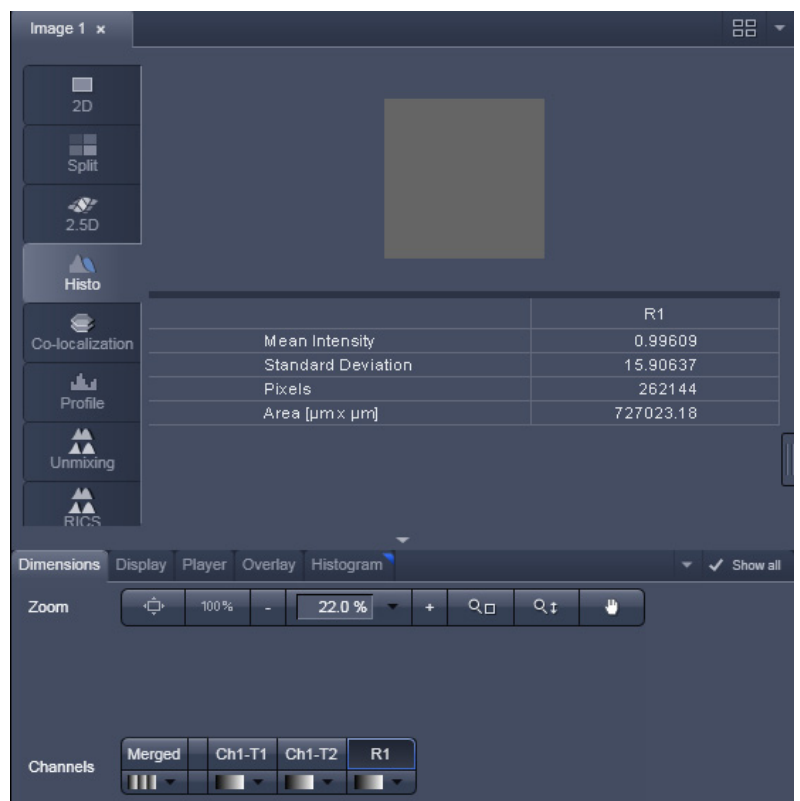 Image 1 x
2D
Split
2.5D
Histo
Co-localization
Profile
Unmixing
RICS
R1
Mean Intensity 0.99609
Standard Deviation 15.90637
Pixels 262144
Area [µm x µm] 727023.18
Dimensions Display Player Overlay Histogram Show all
Zoom 100% - 22.0 % +
Channels Merged Ch1-T1 Ch1-T2 R1